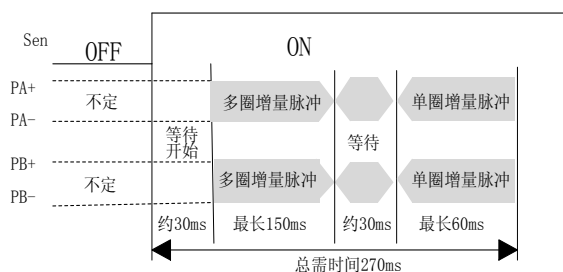 Sen OFF ON
PA+
不定 多圈增量脉冲 单圈增量脉冲
PA-
等待
开始 等待
PB+
不定 多圈增量脉冲 单圈增量脉冲
PB-
约30ms 最长150ms 约30ms 最长60ms
总需时间270ms